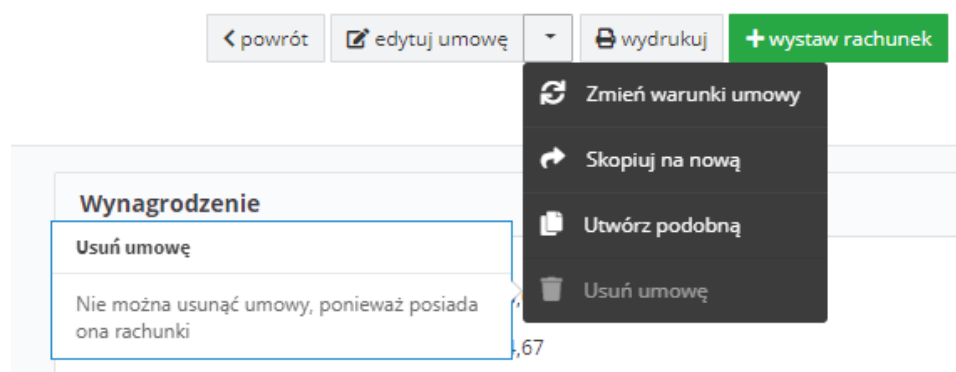 powrót edytuj umowę wydrukuj wystaw rachunek
Zmień warunki umowy
Skopiuj na nową
Utwórz podobną
Usuń umowę
Wynagrodzenie
Usuń umowę
Nie można usunąć umowy, ponieważ posiada
ona rachunki
,67